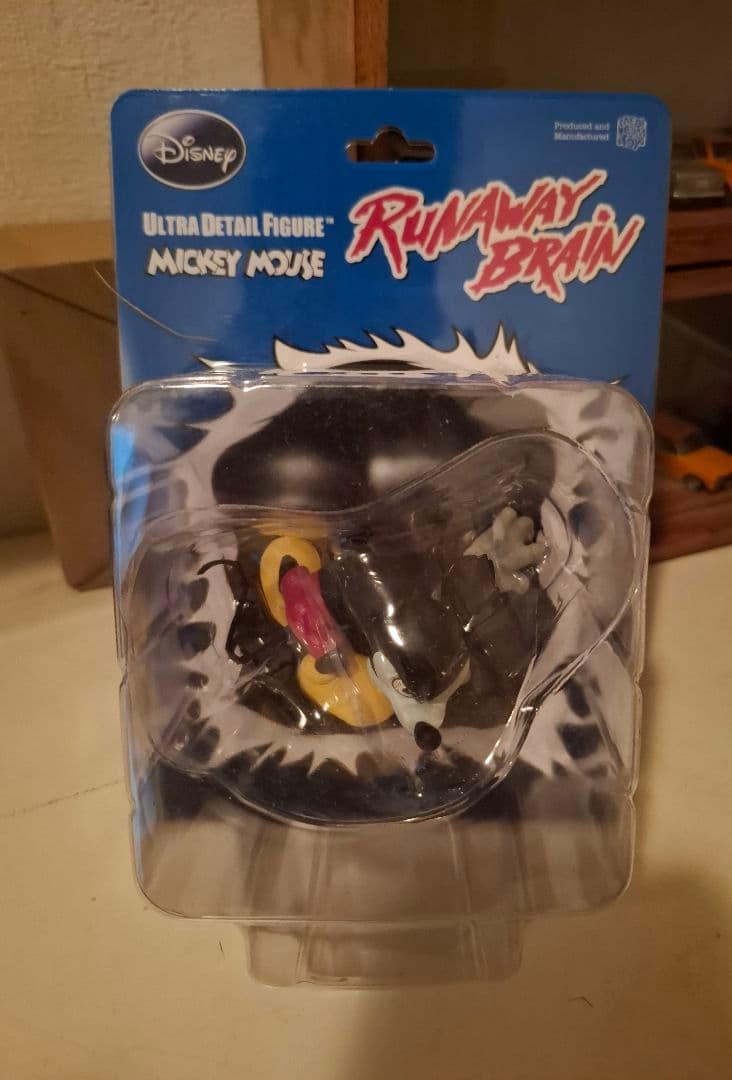 Disney
Produced and
Manufactured
ULTRA DETAIL FIGURE™
MICKEY MOUSE
RUNAWAY
BRAIN